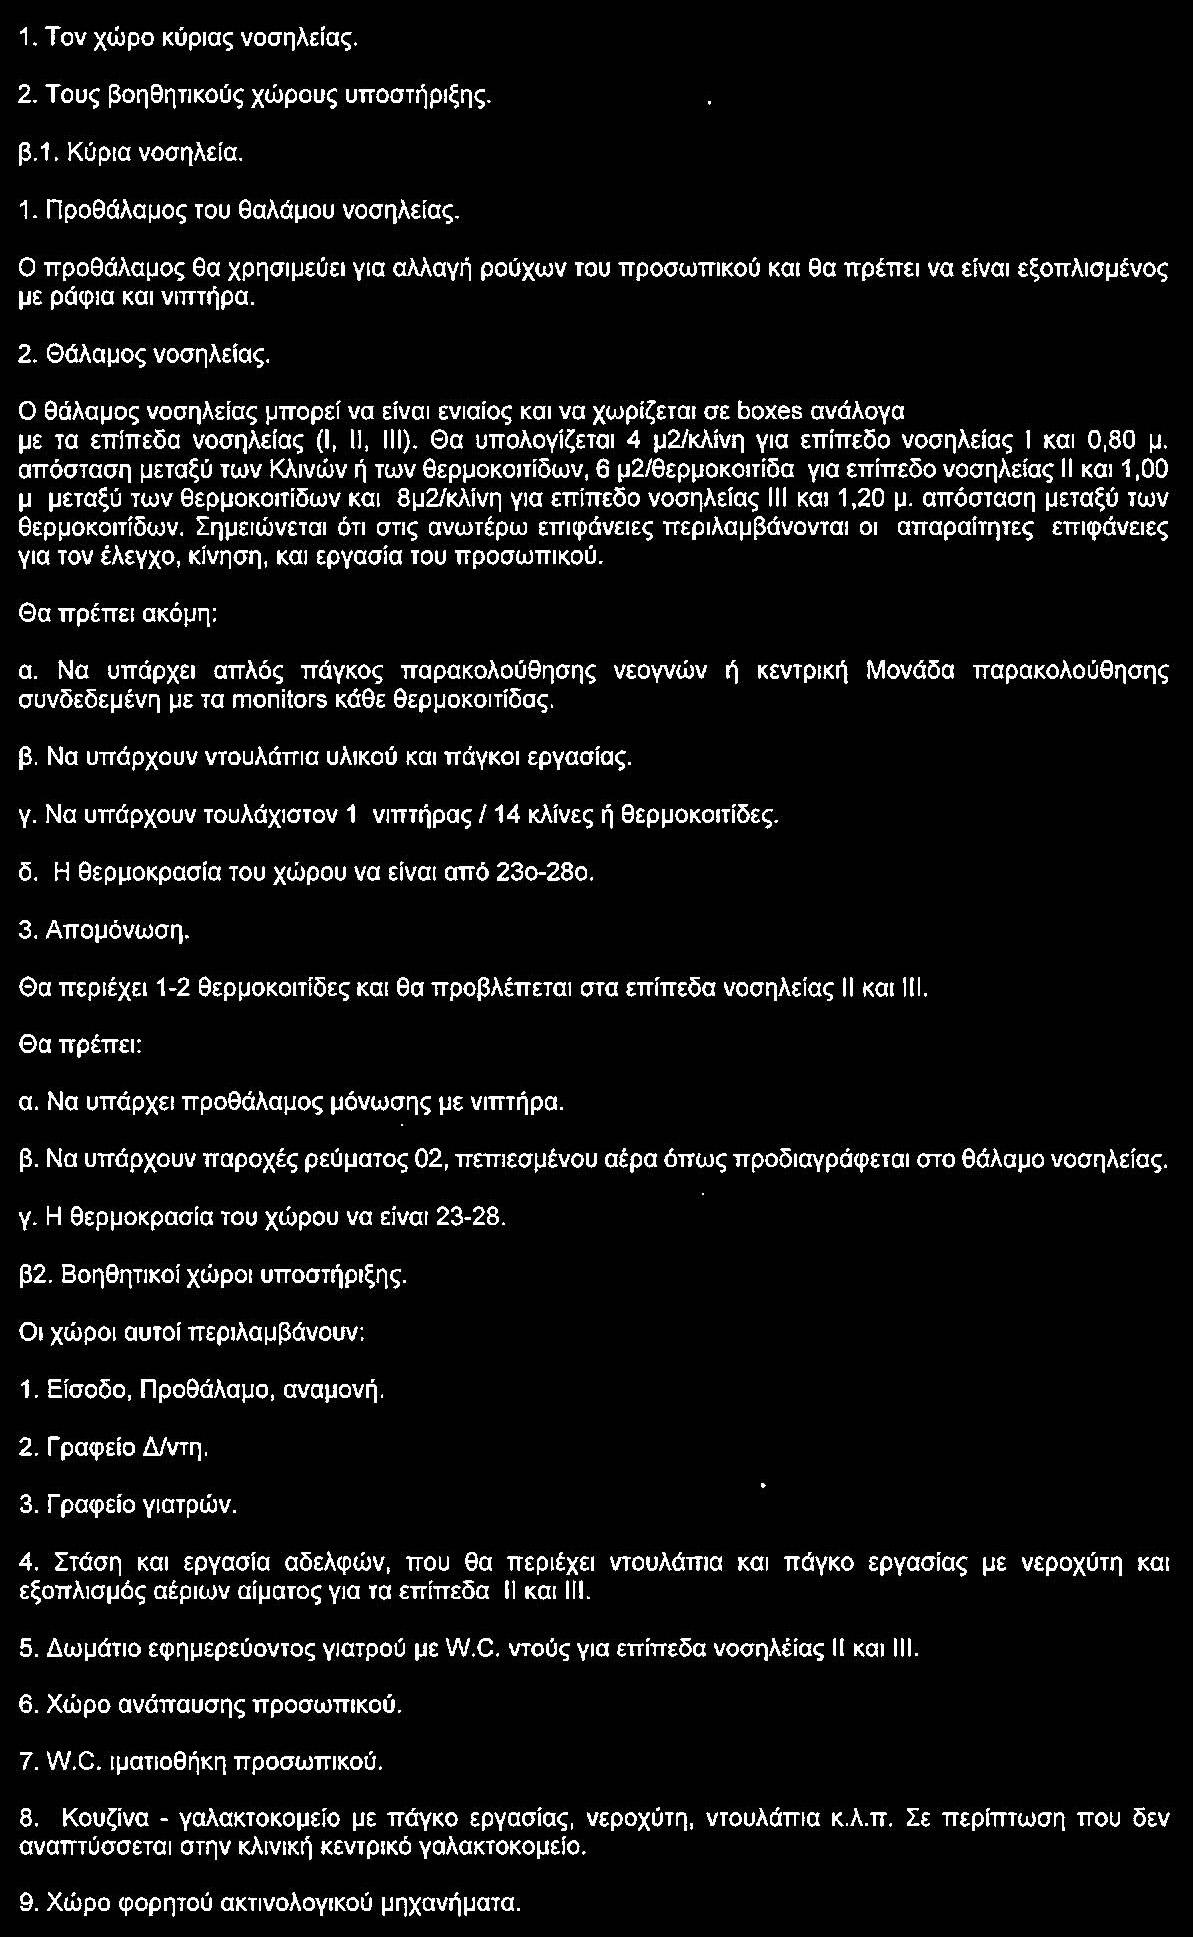 1. Τον χώρο κύριας νοσηλείας.
2. Τους βοηθητικούς χώρους υποστήριξης.
β.1. Κύρια νοσηλεία.
1. Προθάλαμος του θαλάμου νοσηλείας.
Ο προθάλαμος θα χρησιμεύει για αλλαγή ρούχων του προσωπικού και θα πρέπει να είναι εξοπλισμένος
με ράφια και νιπτήρα.
2. Θάλαμος νοσηλείας.
Ο θάλαμος νοσηλείας μπορεί να είναι ενιαίος και να χωρίζεται σε boxes ανάλογα
με τα επίπεδα νοσηλείας (I, II, III). Θα υπολογίζεται 4 μ2/κλίνη για επίπεδο νοσηλείας I και 0,80 μ.
απόσταση μεταξύ των Κλινών ή των θερμοκοιτίδων, 6 μ2/θερμοκοιτίδα για επίπεδο νοσηλείας II και 1,00
μ μεταξύ των θερμοκοιτίδων και 8μ2/κλίνη για επίπεδο νοσηλείας III και 1,20 μ. απόσταση μεταξύ των
θερμοκοιτίδων. Σημειώνεται ότι στις ανωτέρω επιφάνειες περιλαμβάνονται οι απαραίτητες επιφάνειες
για τον έλεγχο, κίνηση, και εργασία του προσωπικού.
Θα πρέπει ακόμη:
α. Να υπάρχει απλός πάγκος παρακολούθησης νεογνών ή κεντρική Μονάδα παρακολούθησης
συνδεδεμένη με τα monitors κάθε θερμοκοιτίδας.
β. Να υπάρχουν ντουλάπια υλικού και πάγκοι εργασίας.
γ. Να υπάρχουν τουλάχιστον 1 νιπτήρας / 14 κλίνες ή θερμοκοιτίδες.
δ. Η θερμοκρασία του χώρου να είναι από 23ο-28ο.
3. Απομόνωση.
Θα περιέχει 1-2 θερμοκοιτίδες και θα προβλέπεται στα επίπεδα νοσηλείας II και III.
Θα πρέπει:
α. Να υπάρχει προθάλαμος μόνωσης με νιπτήρα.
β. Να υπάρχουν παροχές ρεύματος 02, πεπιεσμένου αέρα όπως προδιαγράφεται στο θάλαμο νοσηλείας.
γ. Η θερμοκρασία του χώρου να είναι 23-28.
β2. Βοηθητικοί χώροι υποστήριξης.
Οι χώροι αυτοί περιλαμβάνουν:
1. Είσοδο, Προθάλαμο, αναμονή.
2. Γραφείο Δ/ντη.
3. Γραφείο γιατρών.
4. Στάση και εργασία αδελφών, που θα περιέχει ντουλάπια και πάγκο εργασίας με νεροχύτη και
εξοπλισμός αέριων αίματος για τα επίπεδα II και III.
5. Δωμάτιο εφημερεύοντος γιατρού με W.C. ντούς για επίπεδα νοσηλέίας II και III.
6. Χώρο ανάπαυσης προσωπικού.
7. W.C. ιματιοθήκη προσωπικού.
8. Κουζίνα - γαλακτοκομείο με πάγκο εργασίας, νεροχύτη, ντουλάπια κ.λ.π. Σε περίπτωση που δεν
αναπτύσσεται στην κλινική κεντρικό γαλακτοκομείο.
9. Χώρο φορητού ακτινολογικού μηχανήματα.